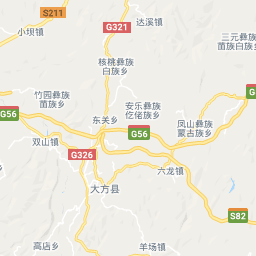 达溪镇
S211
小坝镇
G321
三元彝族
苗族白族乡
核桃彝族
白族乡
竹园彝族
苗族乡
安乐彝族
仡佬族乡
G56
东关乡
凤山彝族
蒙古族乡
G56
双山镇
G326
六龙镇
大方县
S82
高店乡
羊场镇